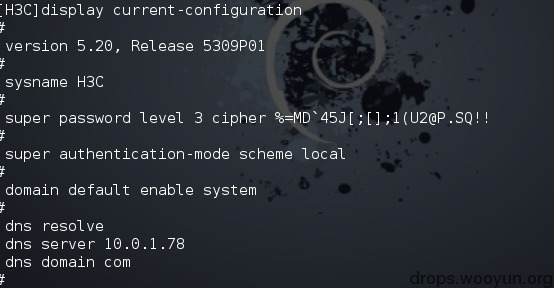 [H3C]display current-configuration
#
version 5.20, Release 5309P01
#
sysname H3C
#
super password level 3 cipher %=MD`45J[;[];1(U2@P.SQ!!
#
super authentication-mode scheme local
#
domain default enable system
#
dns resolve
dns server 10.0.1.78
dns domain com
#
drops.wooyun.org